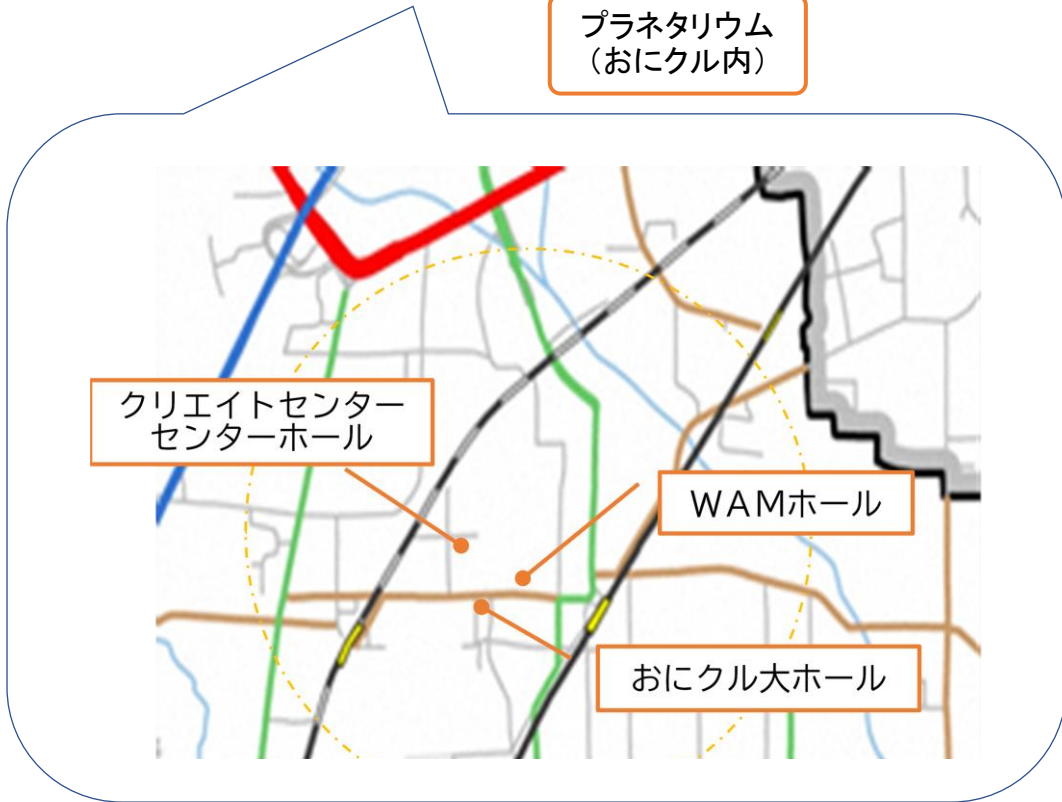 プラネタリウム
（おにクル内）
クリエイトセンター
センターホール
ＷＡＭホール
おにクル大ホール